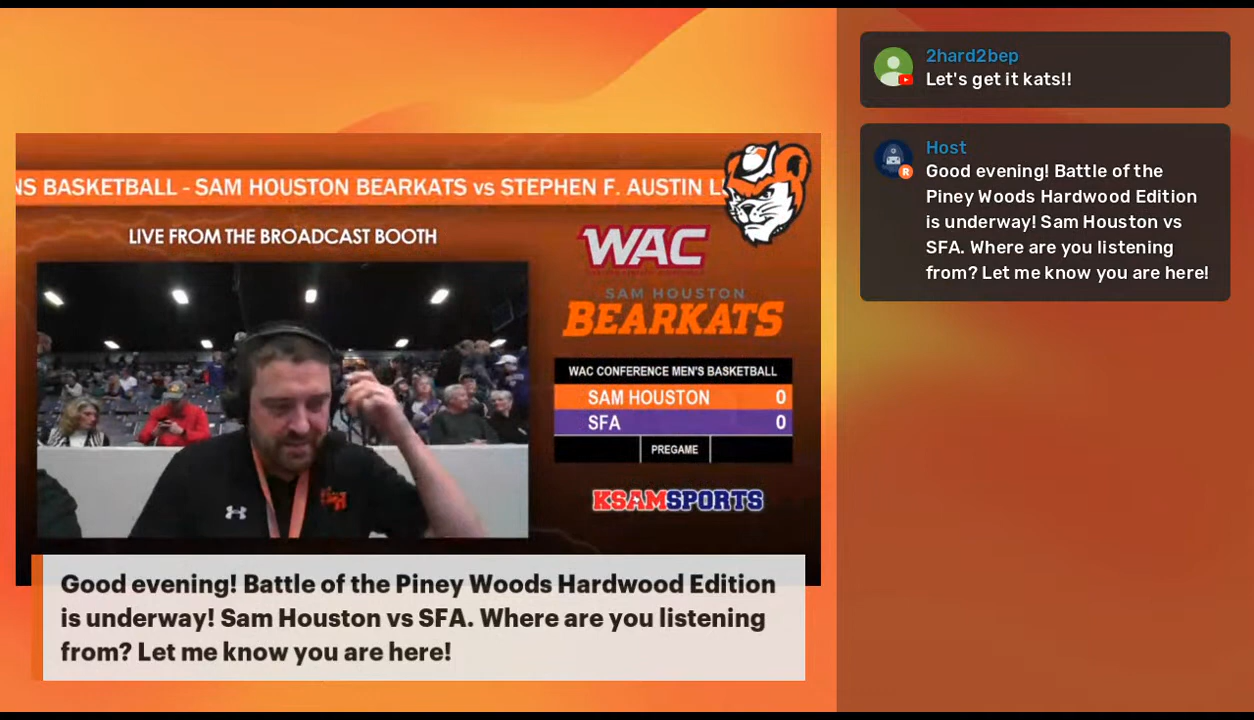 NS BASKETBALL - SAM HOUSTON BEARKATS vs STEPHEN F. AUSTIN L
LIVE FROM THE BROADCAST BOOTH
WAC
SAM HOUSTON
BEARKATS
WAC CONFERENCE MEN'S BASKETBALL
SAM HOUSTON 0
SFA 0
PREGAME
KSAMSPORTS
Good evening! Battle of the Piney Woods Hardwood Edition
is underway! Sam Houston vs SFA. Where are you listening
from? Let me know you are here!
2hard2bep
Let's get it kats!!
Host
Good evening! Battle of the
Piney Woods Hardwood Edition
is underway! Sam Houston vs
SFA. Where are you listening
from? Let me know you are here!